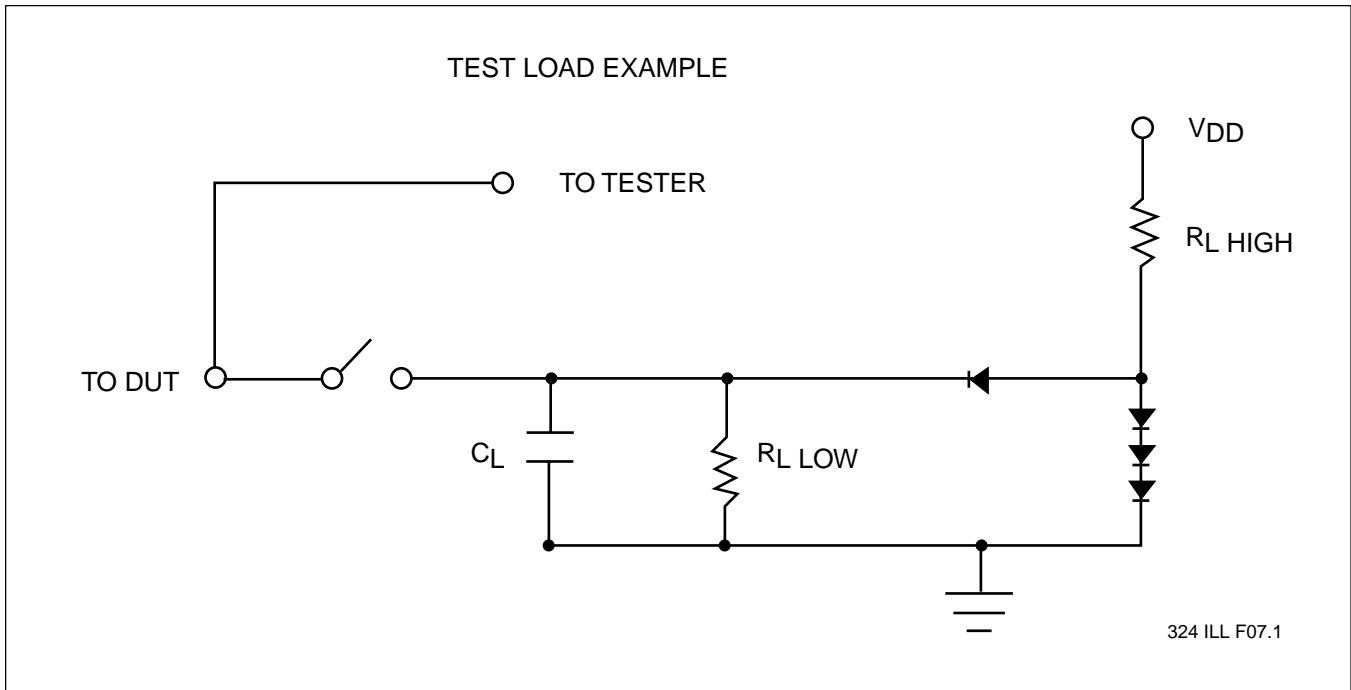 TEST LOAD EXAMPLE
VDD
TO TESTER
RL HIGH
TO DUT
CL
RL LOW
324 ILL F07.1